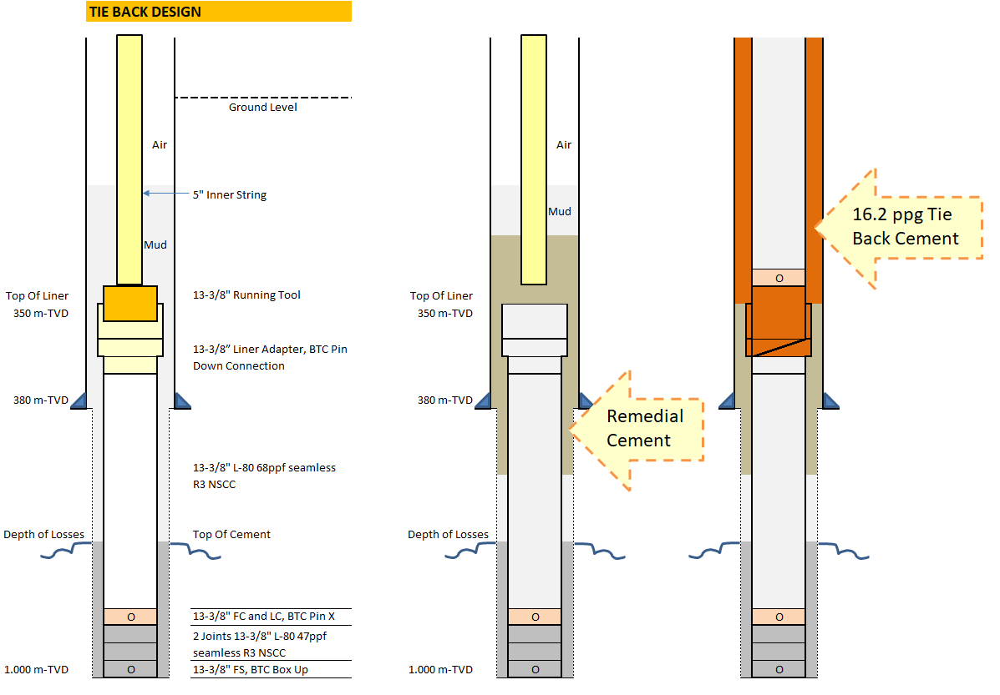 TIE BACK DESIGN
Ground Level
Air
5" Inner String
Mud
Top Of Liner
350 m-TVD
13-3/8" Running Tool
13-3/8” Liner Adapter, BTC Pin
Down Connection
380 m-TVD
13-3/8" L-80 68ppf seamless
R3 NSCC
Depth of Losses
Top Of Cement
O
13-3/8" FC and LC, BTC Pin X
2 Joints 13-3/8" L-80 47ppf
seamless R3 NSCC
1.000 m-TVD
O
13-3/8" FS, BTC Box Up
Air
Mud
Top Of Liner
350 m-TVD
380 m-TVD
Remedial
Cement
Depth of Losses
O
1.000 m-TVD
O
16.2 ppg Tie
Back Cement
O
O
O